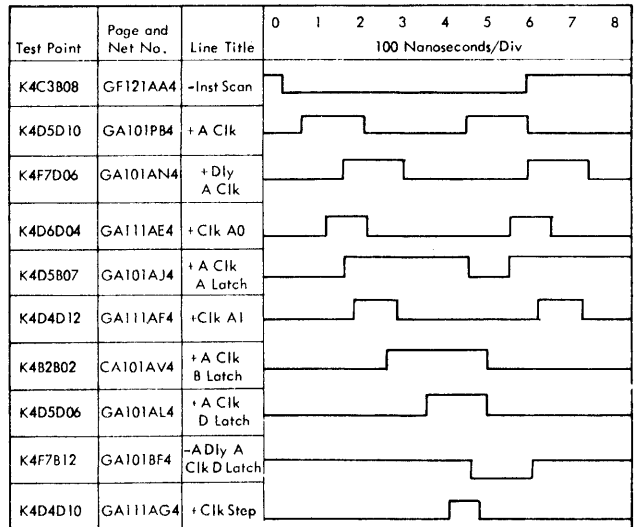 Test Point Page and Net No. Line Title 0 1 2 3 4 5 6 7 8
100 Nanoseconds/Div
K4C3B08 GF121AA4 -Inst Scan
K4D5D10 GA101PB4 + A Clk
K4F7D06 GA101AN4 + Dly
A Clk
K4D6D04 GA111AE4 + Clk A0
K4D5B07 GA101AJ4 + A Clk
A Latch
K4D4D12 GA111AF4 +Clk A1
K4B2B02 CA101AV4 + A Clk
B Latch
K4D5D06 GA101AL4 + A Clk
D Latch
K4F7B12 GA101BF4 -A Dly A
Clk D Latch
K4D4D10 GA111AG4 + Clk Step